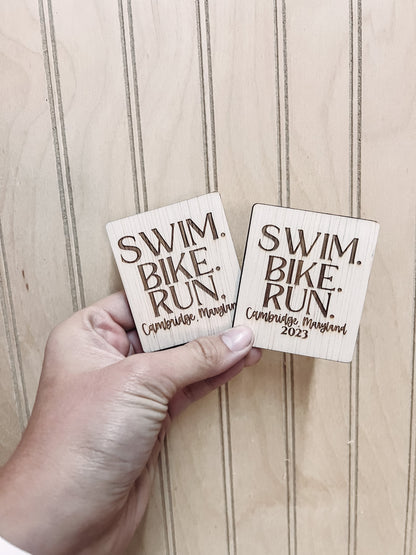 SWIM.
BIKE.
RUN.
Cambridge, Maryland
SWIM.
BIKE.
RUN.
Cambridge, Maryland
2023